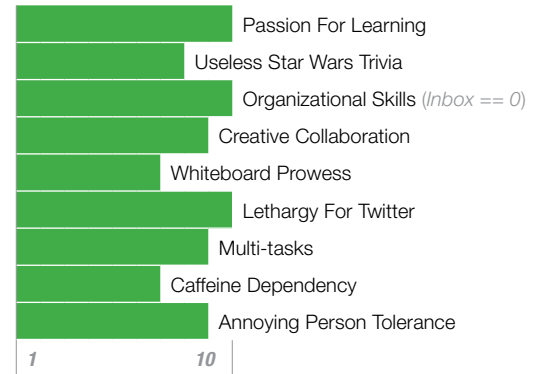 Passion For Learning
Useless Star Wars Trivia
Organizational Skills (Inbox == 0)
Creative Collaboration
Whiteboard Prowess
Lethargy For Twitter
Multi-tasks
Caffeine Dependency
Annoying Person Tolerance
1 10